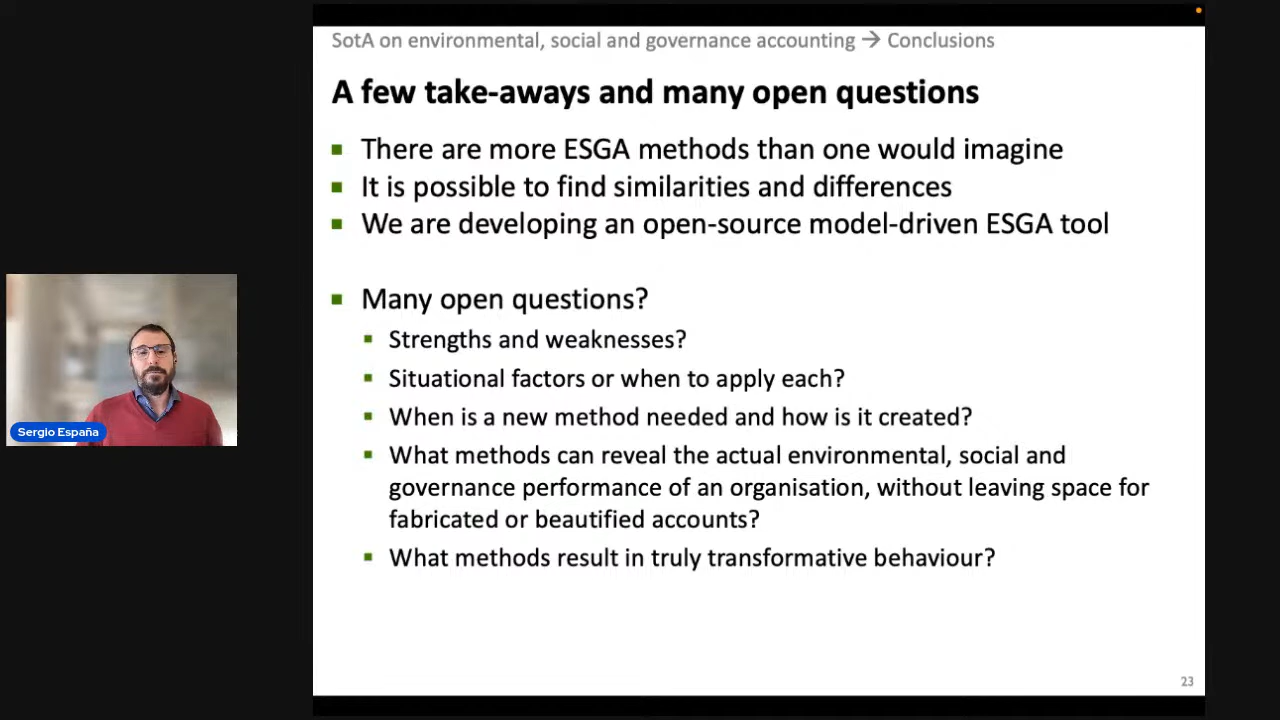 SotA on environmental, social and governance accounting → Conclusions
A few take-aways and many open questions
There are more ESGA methods than one would imagine
It is possible to find similarities and differences
We are developing an open-source model-driven ESGA tool
Many open questions?
Strengths and weaknesses?
Situational factors or when to apply each?
When is a new method needed and how is it created?
What methods can reveal the actual environmental, social and
governance performance of an organisation, without leaving space for
fabricated or beautified accounts?
What methods result in truly transformative behaviour?
Sergio España
23